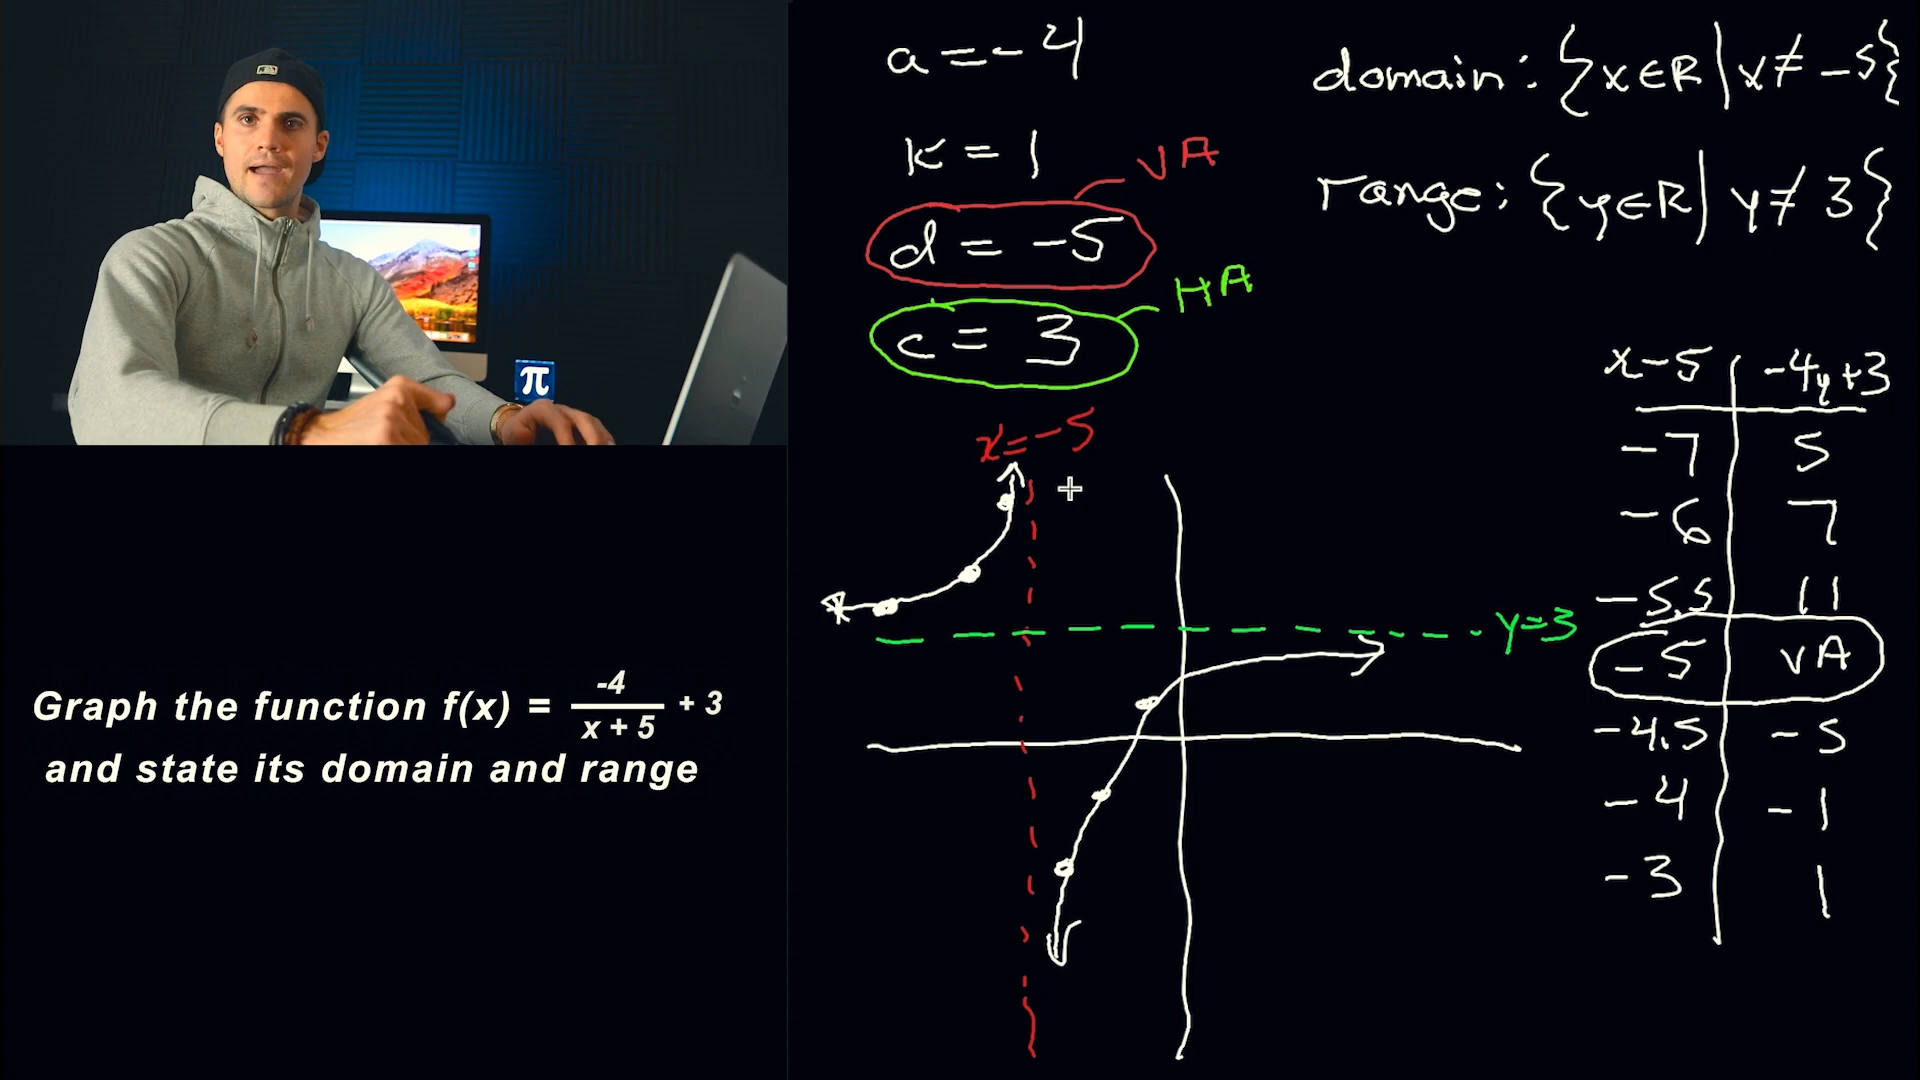 π
Graph the function f(x) = -4 / x + 5 + 3
and state its domain and range
a = -4
k = 1
VA
d = -5
HA
c = 3
domain: {x∈R | x≠ -5}
range: {y∈R | y≠ 3}
x = -5
y=3
x-5 | -4y+3
-7 5
-6 7
-5.5 11
-5 VA
-4.5 -5
-4 -1
-3 1